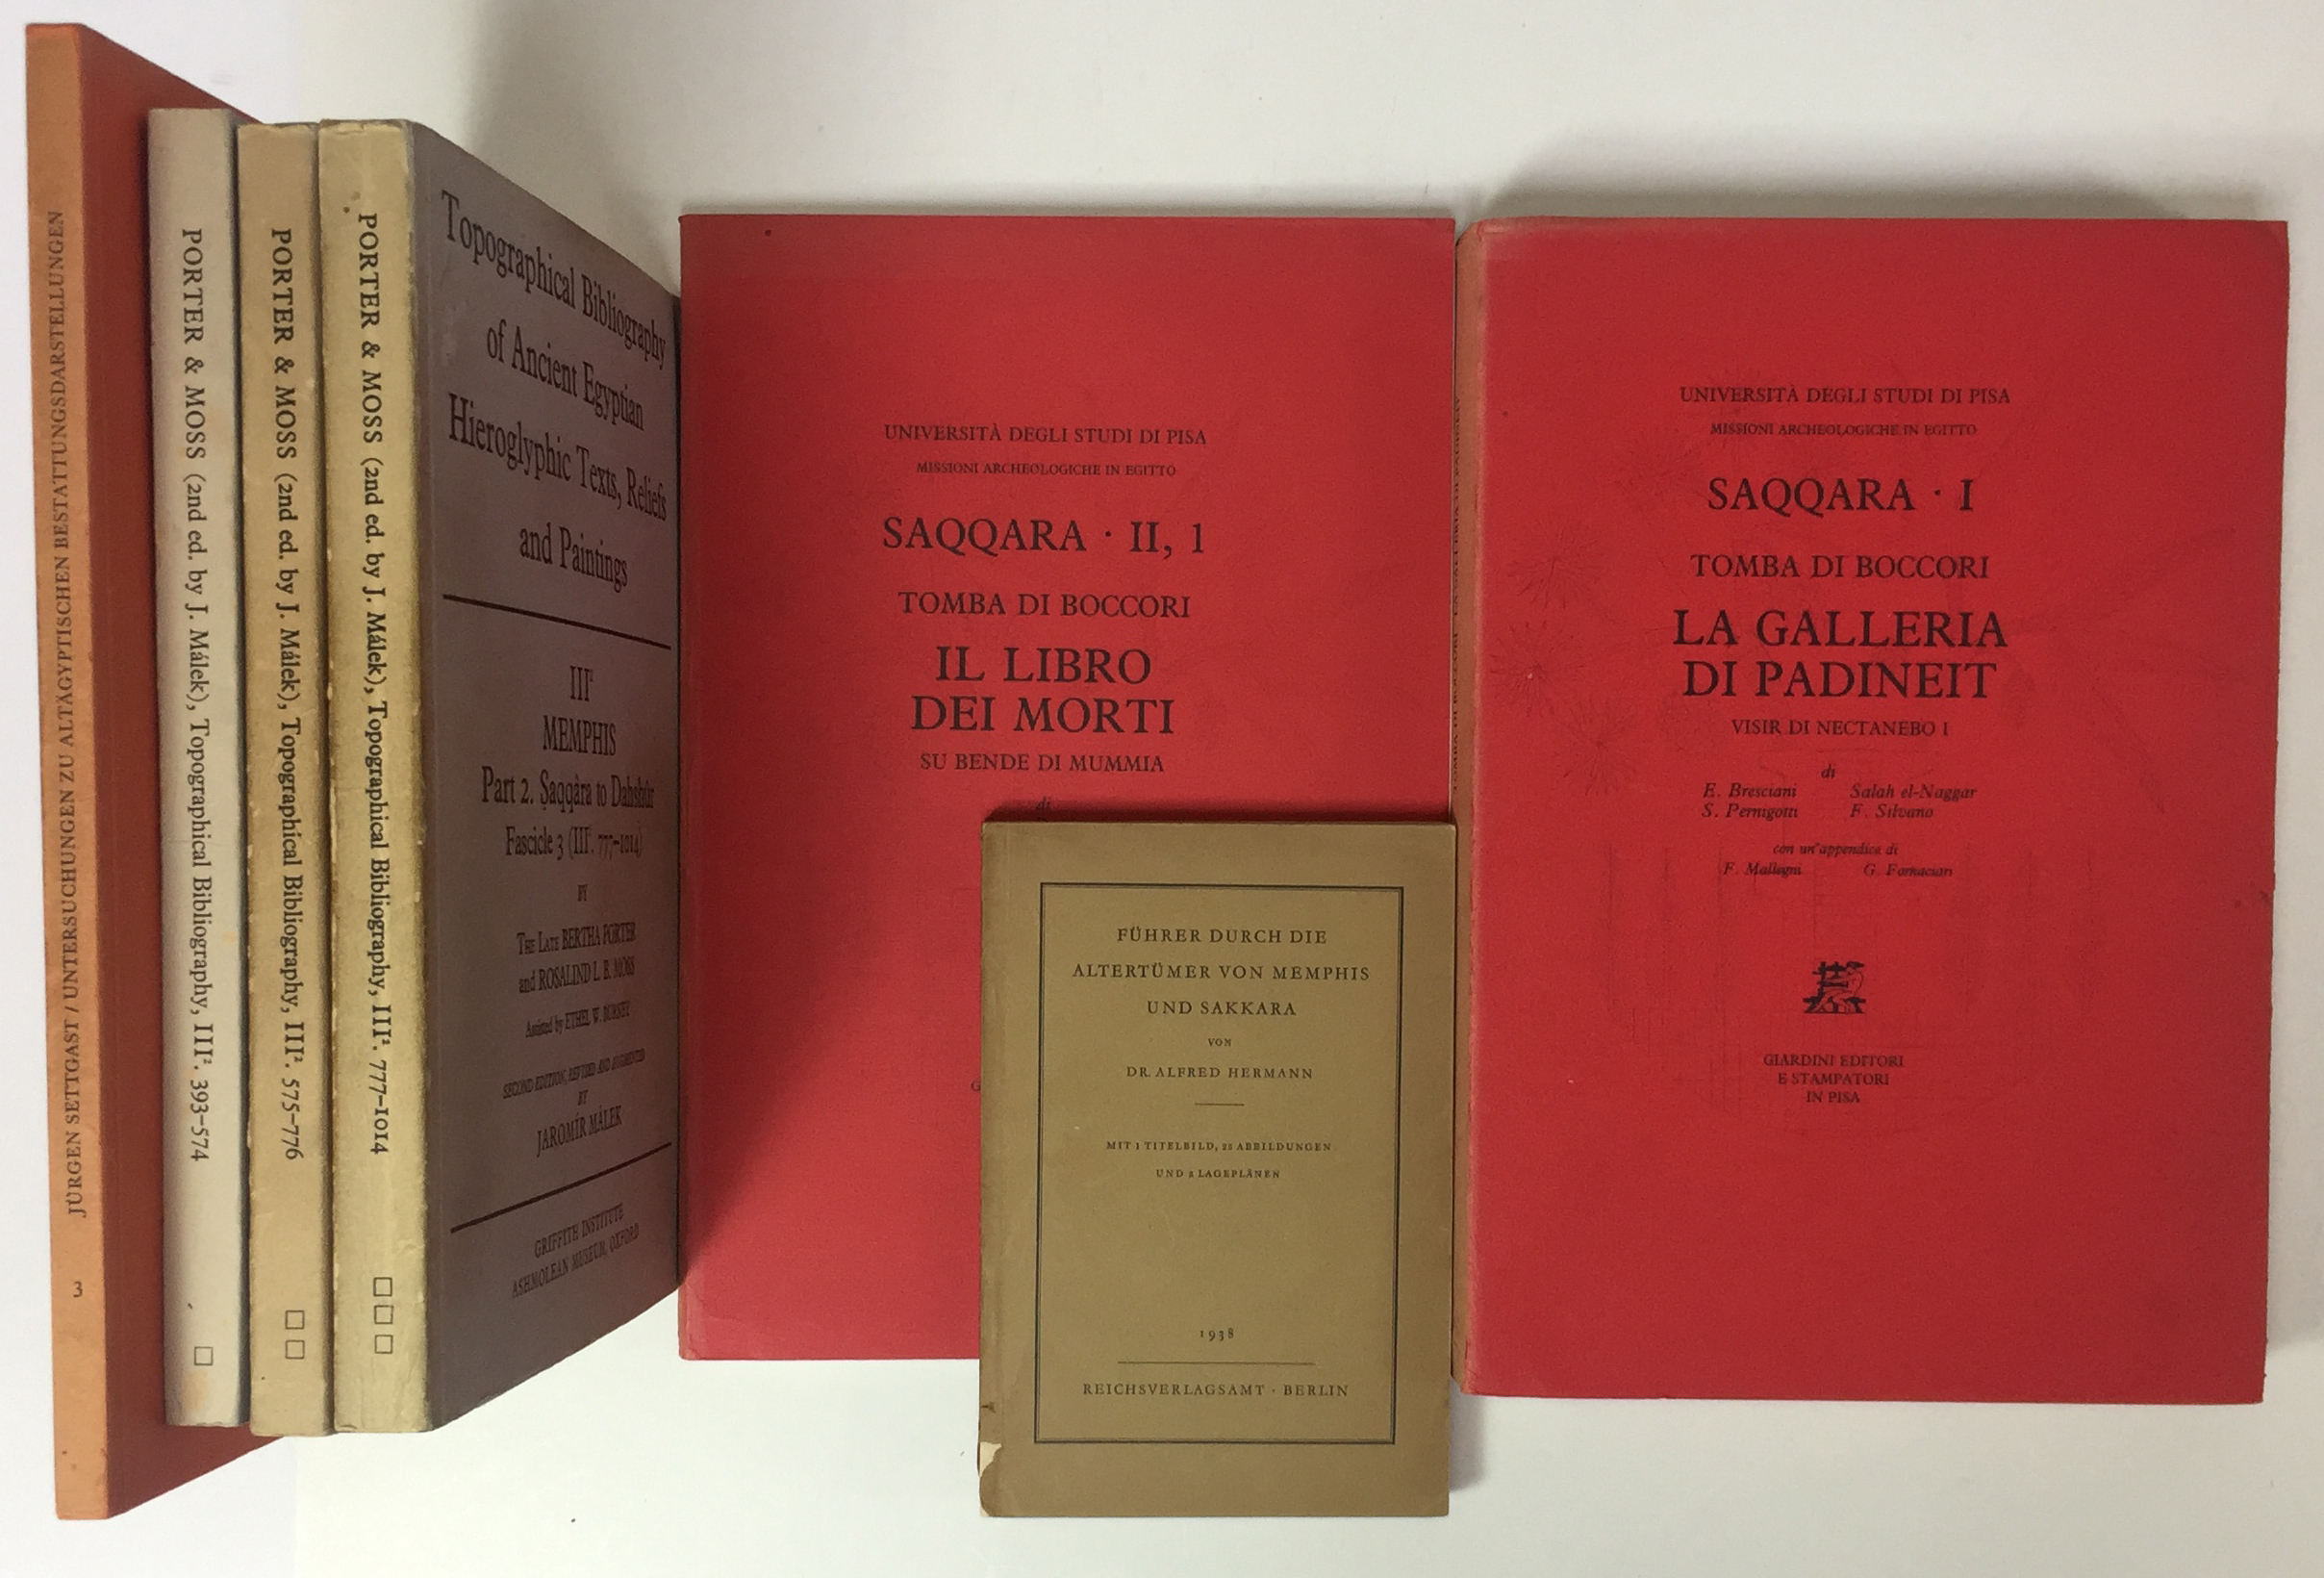 JÜRGEN SETTGAST / UNTERSUCHUNGEN ZU ALTÄGYPTISCHEN BESTATTUNGSDARSTELLUNGEN
3
PORTER & MOSS (2nd ed. by J. Málek), Topographical Bibliography, III². 393–574
PORTER & MOSS (2nd ed. by J. Málek), Topographical Bibliography, III². 575–776
PORTER & MOSS (2nd ed. by J. Málek), Topographical Bibliography, III². 777–1014
Topographical Bibliography
of Ancient Egyptian
Hieroglyphic Texts, Reliefs
and Paintings
III²
MEMPHIS
Part 2. Ṣaqqâra to Dahshûr
Fascicle 3 (III². 777–1014)
BY
THE LATE BERTHA PORTER
and ROSALIND L. B. MOSS
Assisted by ETHEL W. BURNEY
SECOND EDITION, REVISED AND AUGMENTED
BY
JAROMÍR MÁLEK
GRIFFITH INSTITUTE
ASHMOLEAN MUSEUM, OXFORD
UNIVERSITÀ DEGLI STUDI DI PISA
MISSIONI ARCHEOLOGICHE IN EGITTO
SAQQARA · II, 1
TOMBA DI BOCCORI
IL LIBRO
DEI MORTI
SU BENDE DI MUMMIA
di
G
FÜHRER DURCH DIE
ALTERTÜMER VON MEMPHIS
UND SAKKARA
VON
DR. ALFRED HERMANN
MIT 1 TITELBILD, 22 ABBILDUNGEN
UND 2 LAGEPLÄNEN
1938
REICHSVERLAGSAMT · BERLIN
UNIVERSITÀ DEGLI STUDI DI PISA
MISSIONI ARCHEOLOGICHE IN EGITTO
SAQQARA · I
TOMBA DI BOCCORI
LA GALLERIA
DI PADINEIT
VISIR DI NECTANEBO I
di
E. Bresciani Salah el-Naggar
S. Pernigotti F. Silvano
con un'appendice di
F. Mallegni G. Fornaciari
GIARDINI EDITORI
E STAMPATORI
IN PISA